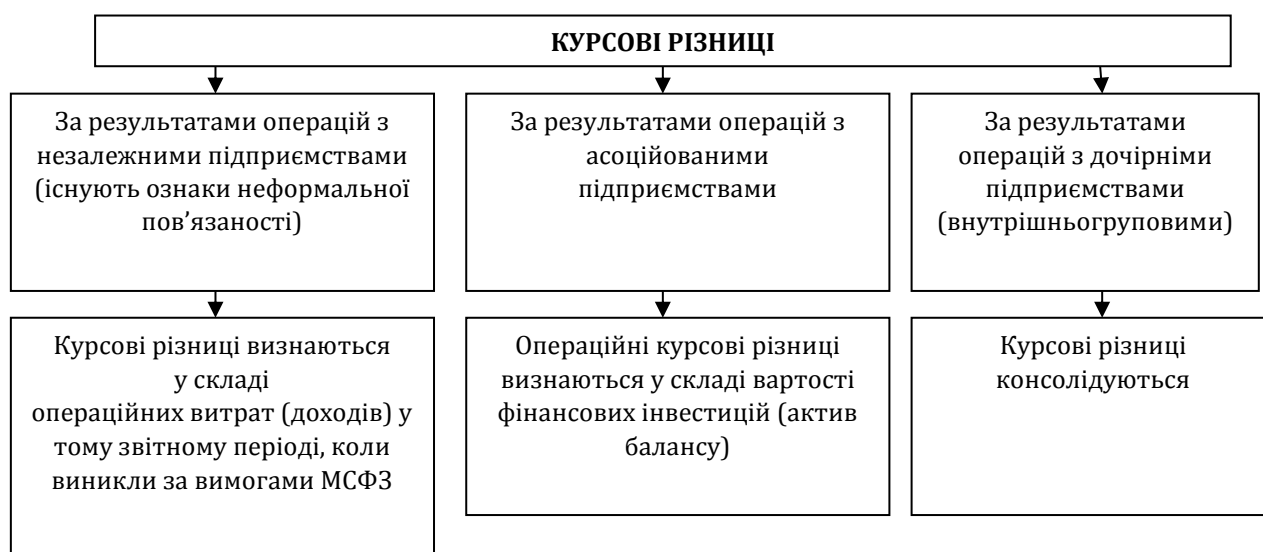 КУРСОВІ РІЗНИЦІ
За результатами операцій з
незалежними підприємствами
(існують ознаки неформальної
пов’язаності)
За результатами операцій з
асоційованими
підприємствами
За результатами
операцій з дочірніми
підприємствами
(внутрішньогруповими)
Курсові різниці визнаються
у складі
операційних витрат (доходів) у
тому звітному періоді, коли
виникли за вимогами МСФЗ
Операційні курсові різниці
визнаються у складі вартості
фінансових інвестицій (актив
балансу)
Курсові різниці
консолідуються